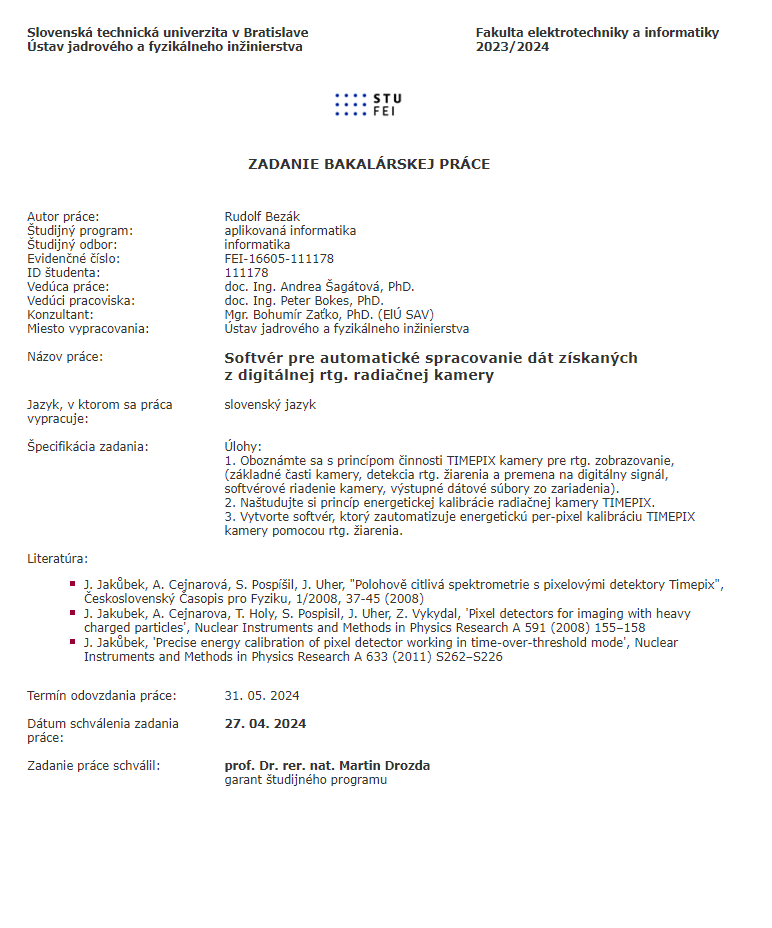 Slovenská technická univerzita v Bratislave
Ústav jadrového a fyzikálneho inžinierstva
Fakulta elektrotechniky a informatiky
2023/2024
STU
FEI
ZADANIE BAKALÁRSKEJ PRÁCE
Autor práce: Rudolf Bezák
Študijný program: aplikovaná informatika
Študijný odbor: informatika
Evidenčné číslo: FEI-16605-111178
ID študenta: 111178
Vedúca práce: doc. Ing. Andrea Šagátová, PhD.
Vedúci pracoviska: doc. Ing. Peter Bokes, PhD.
Konzultant: Mgr. Bohumír Zaťko, PhD. (ElÚ SAV)
Miesto vypracovania: Ústav jadrového a fyzikálneho inžinierstva
Názov práce: Softvér pre automatické spracovanie dát získaných
z digitálnej rtg. radiačnej kamery
Jazyk, v ktorom sa práca
vypracuje:
slovenský jazyk
Špecifikácia zadania: Úlohy:
1. Oboznámte sa s princípom činnosti TIMEPIX kamery pre rtg. zobrazovanie,
(základné časti kamery, detekcia rtg. žiarenia a premena na digitálny signál,
softvérové riadenie kamery, výstupné dátové súbory zo zariadenia).
2. Naštudujte si princíp energetickej kalibrácie radiačnej kamery TIMEPIX.
3. Vytvorte softvér, ktorý zautomatizuje energetickú per-pixel kalibráciu TIMEPIX
kamery pomocou rtg. žiarenia.
Literatúra:
J. Jakůbek, A. Cejnarová, S. Pospíšil, J. Uher, "Polohově citlivá spektrometrie s pixelovými detektory Timepix",
Československý Časopis pro Fyziku, 1/2008, 37-45 (2008)
J. Jakubek, A. Cejnarova, T. Holy, S. Pospisil, J. Uher, Z. Vykydal, 'Pixel detectors for imaging with heavy
charged particles', Nuclear Instruments and Methods in Physics Research A 591 (2008) 155–158
J. Jakůbek, 'Precise energy calibration of pixel detector working in time-over-threshold mode', Nuclear
Instruments and Methods in Physics Research A 633 (2011) S262–S226
Termín odovzdania práce: 31. 05. 2024
Dátum schválenia zadania
práce:
27. 04. 2024
Zadanie práce schválil: prof. Dr. rer. nat. Martin Drozda
garant študijného programu